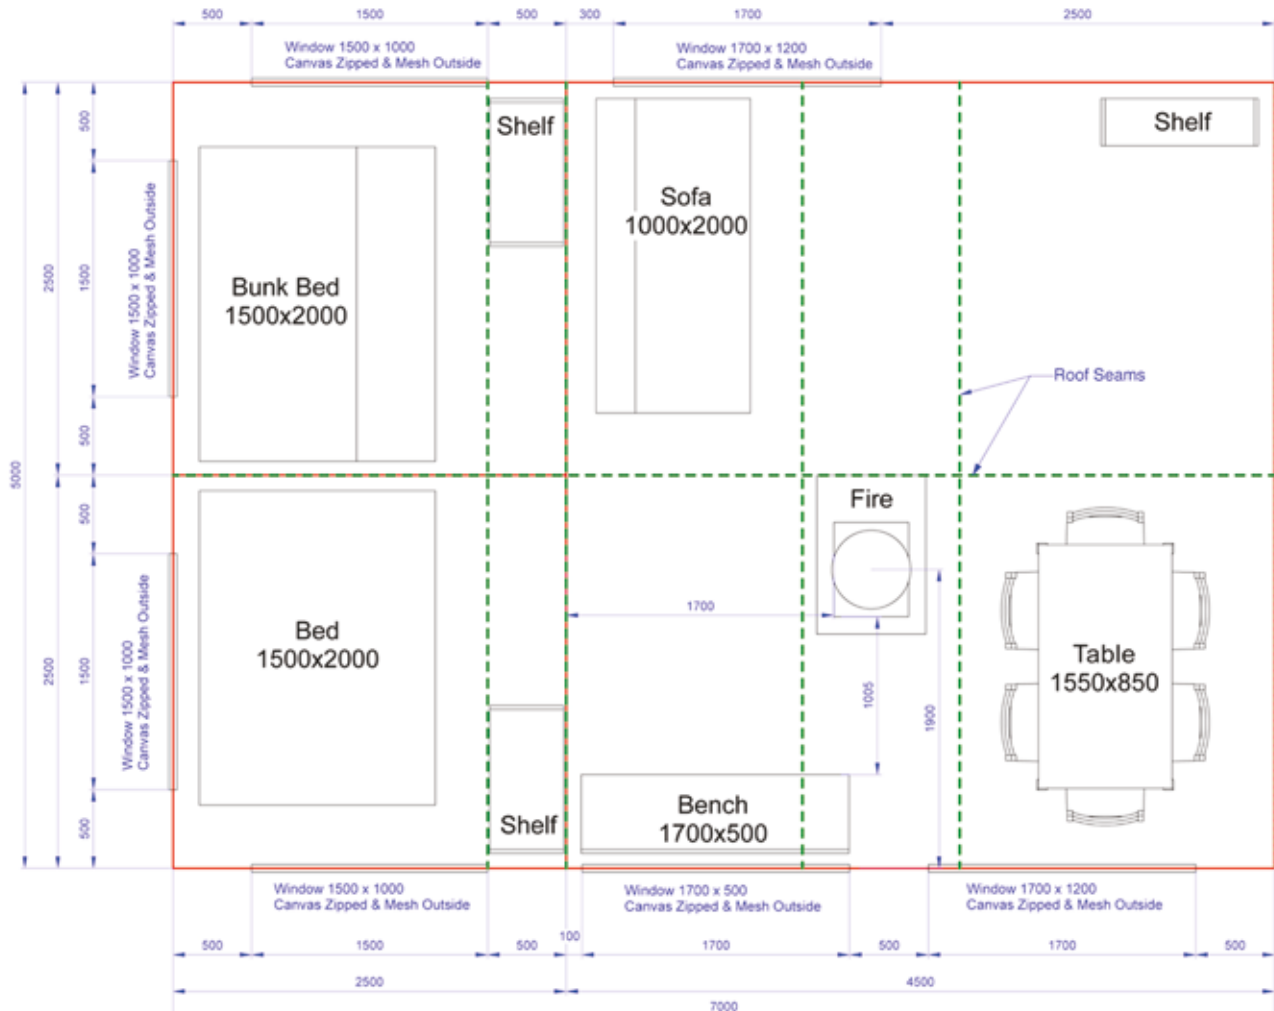 500 1500 500 300 1700 2500
Window 1500 x 1000
Canvas Zipped & Mesh Outside
Window 1700 x 1200
Canvas Zipped & Mesh Outside
500
1500
500
2500
5000
500
1500
500
2500
Window 1500 x 1000
Canvas Zipped & Mesh Outside
Window 1500 x 1000
Canvas Zipped & Mesh Outside
Shelf
Shelf
Sofa
1000x2000
Bunk Bed
1500x2000
Roof Seams
Fire
1700
Bed
1500x2000
Table
1550x850
1005
1900
Bench
1700x500
Shelf
Window 1500 x 1000
Canvas Zipped & Mesh Outside
Window 1700 x 500
Canvas Zipped & Mesh Outside
Window 1700 x 1200
Canvas Zipped & Mesh Outside
500 1500 500 100 1700 500 1700 500
2500 4500
7000